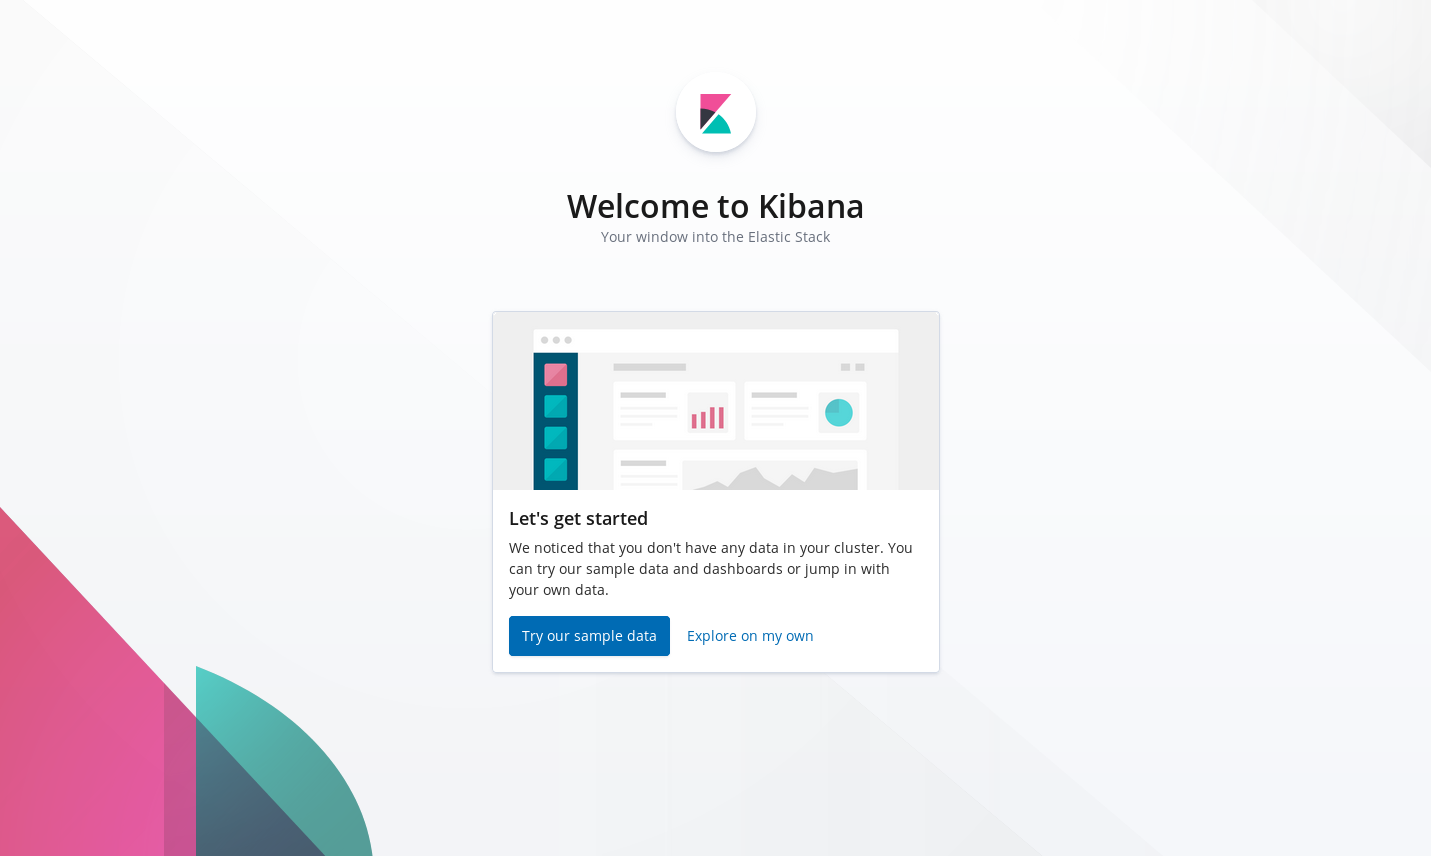 Welcome to Kibana
Your window into the Elastic Stack
Let's get started
We noticed that you don't have any data in your cluster. You
can try our sample data and dashboards or jump in with
your own data.
Try our sample data
Explore on my own